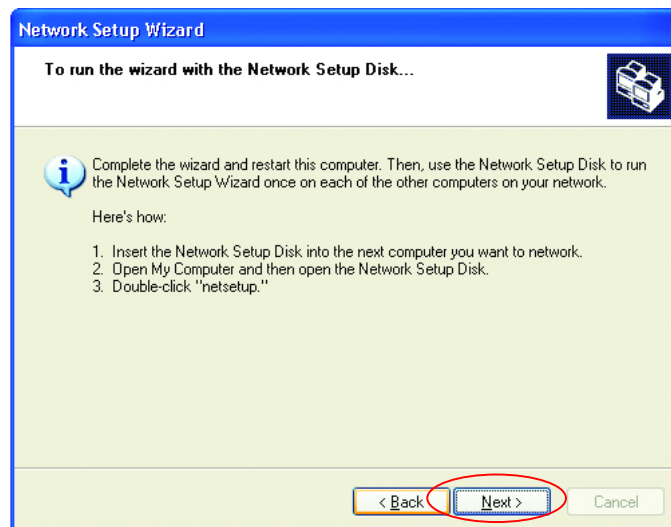 Network Setup Wizard
To run the wizard with the Network Setup Disk...
Complete the wizard and restart this computer. Then, use the Network Setup Disk to run
the Network Setup Wizard once on each of the other computers on your network.
Here's how:
1. Insert the Network Setup Disk into the next computer you want to network.
2. Open My Computer and then open the Network Setup Disk.
3. Double-click "netsetup."
< Back
Next >
Cancel